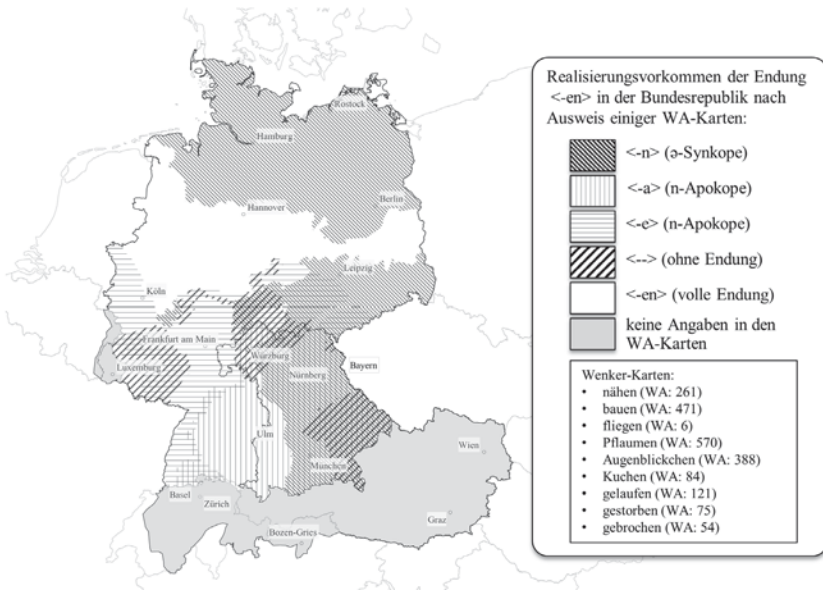 Rostock
Hamburg
Hannover
Berlin
Leipzig
Köln
Frankfurt am Main
Würzburg
Luxemburg
Nürnberg
Bayern
Ulm
München
Wien
Basel
Zürich
Graz
Bozen-Gries
Realisierungsvorkommen der Endung
<-en> in der Bundesrepublik nach
Ausweis einiger WA-Karten:
<-n> (ə-Synkope)
<-a> (n-Apokope)
<-e> (n-Apokope)
<--> (ohne Endung)
<-en> (volle Endung)
keine Angaben in den
WA-Karten
Wenker-Karten:
• nähen (WA: 261)
• bauen (WA: 471)
• fliegen (WA: 6)
• Pflaumen (WA: 570)
• Augenblickchen (WA: 388)
• Kuchen (WA: 84)
• gelaufen (WA: 121)
• gestorben (WA: 75)
• gebrochen (WA: 54)